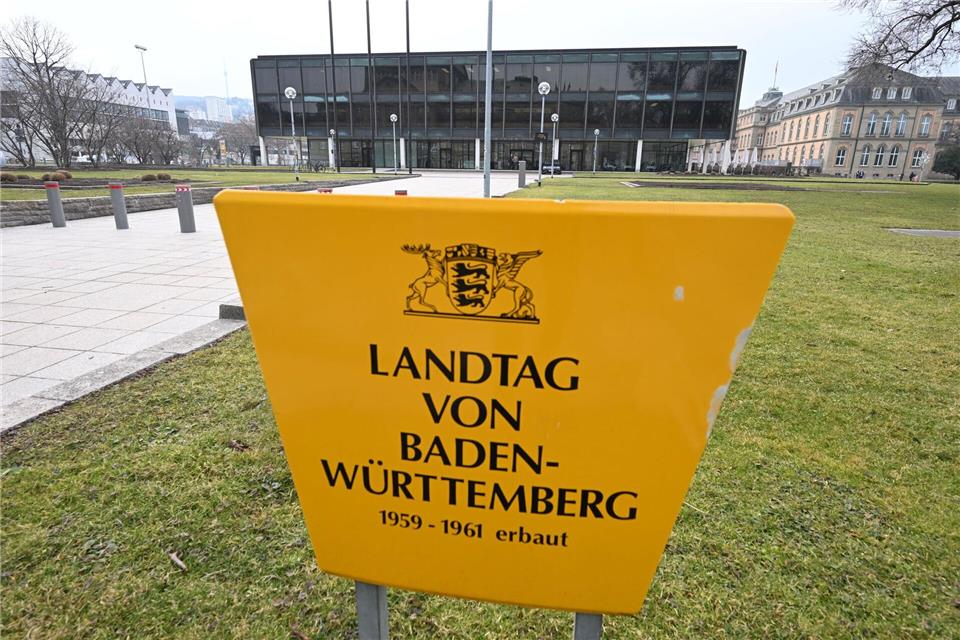 LANDTAG
VON
BADEN-
WÜRTTEMBERG
1959 - 1961 erbaut